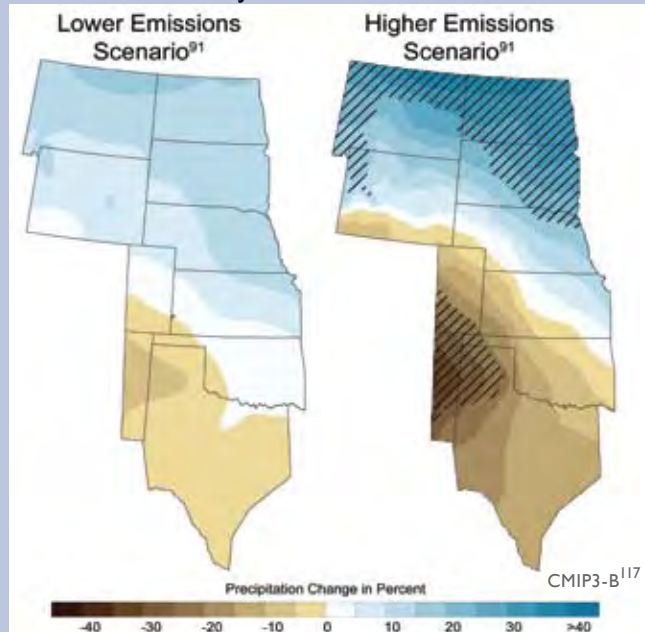 Lower Emissions
Scenario91
Higher Emissions
Scenario91
CMIP3-B117
Precipitation Change in Percent
-40 -30 -20 -10 0 10 20 30 >40